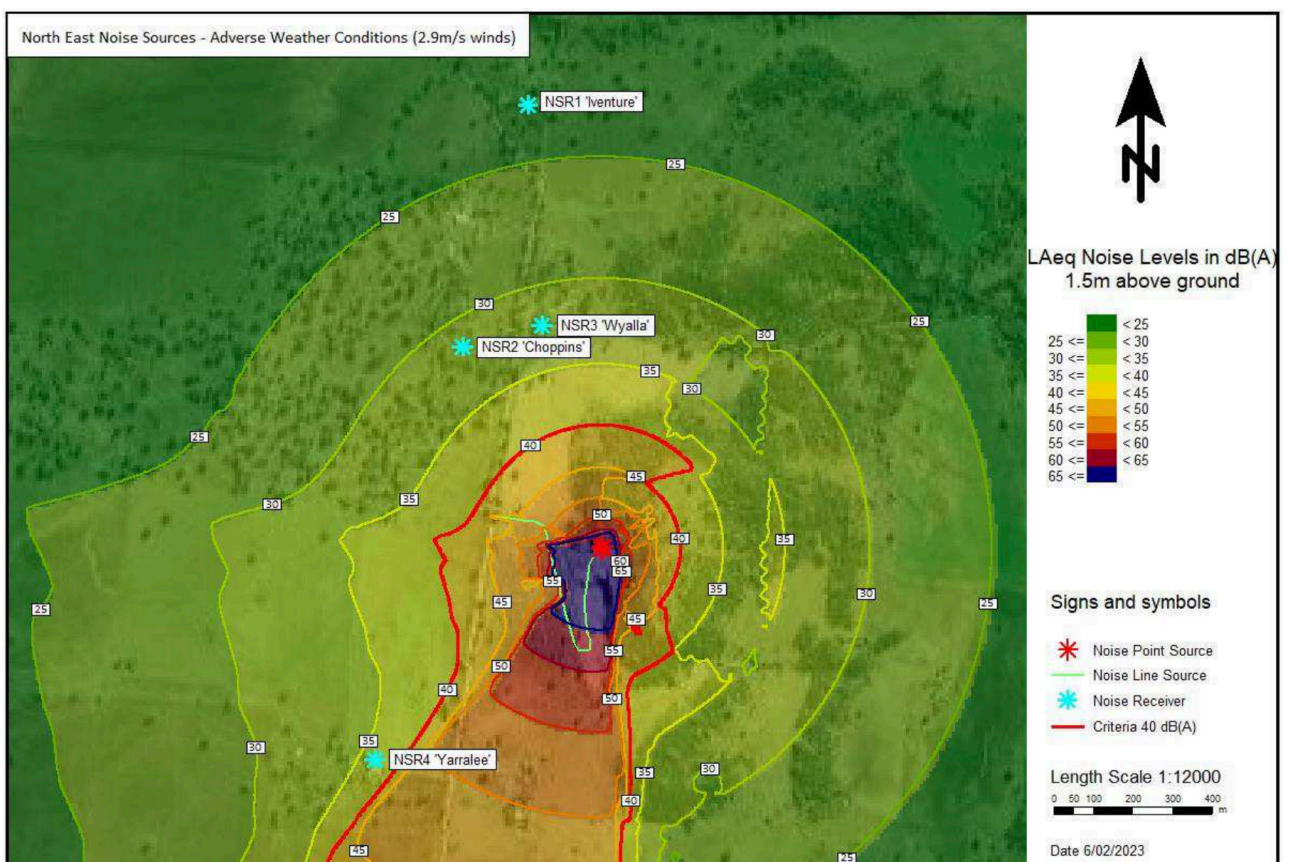 North East Noise Sources - Adverse Weather Conditions (2.9m/s winds)
NSR1 'Iventure'
25
25
30
NSR3 'Wyalla'
25
30
NSR2 'Choppins'
35
30
25
40
45
30
35
50
40
35
60
65
55
35
30
45
25
25
45
55
50
40
50
35
30
NSR4 'Yarralee'
35
30
40
45
25
N
LAeq Noise Levels in dB(A)
1.5m above ground
< 25
25 <= < 30
30 <= < 35
35 <= < 40
40 <= < 45
45 <= < 50
50 <= < 55
55 <= < 60
60 <= < 65
65 <=
Signs and symbols
Noise Point Source
Noise Line Source
Noise Receiver
Criteria 40 dB(A)
Length Scale 1:12000
0 50 100 200 300 400
m
Date 6/02/2023